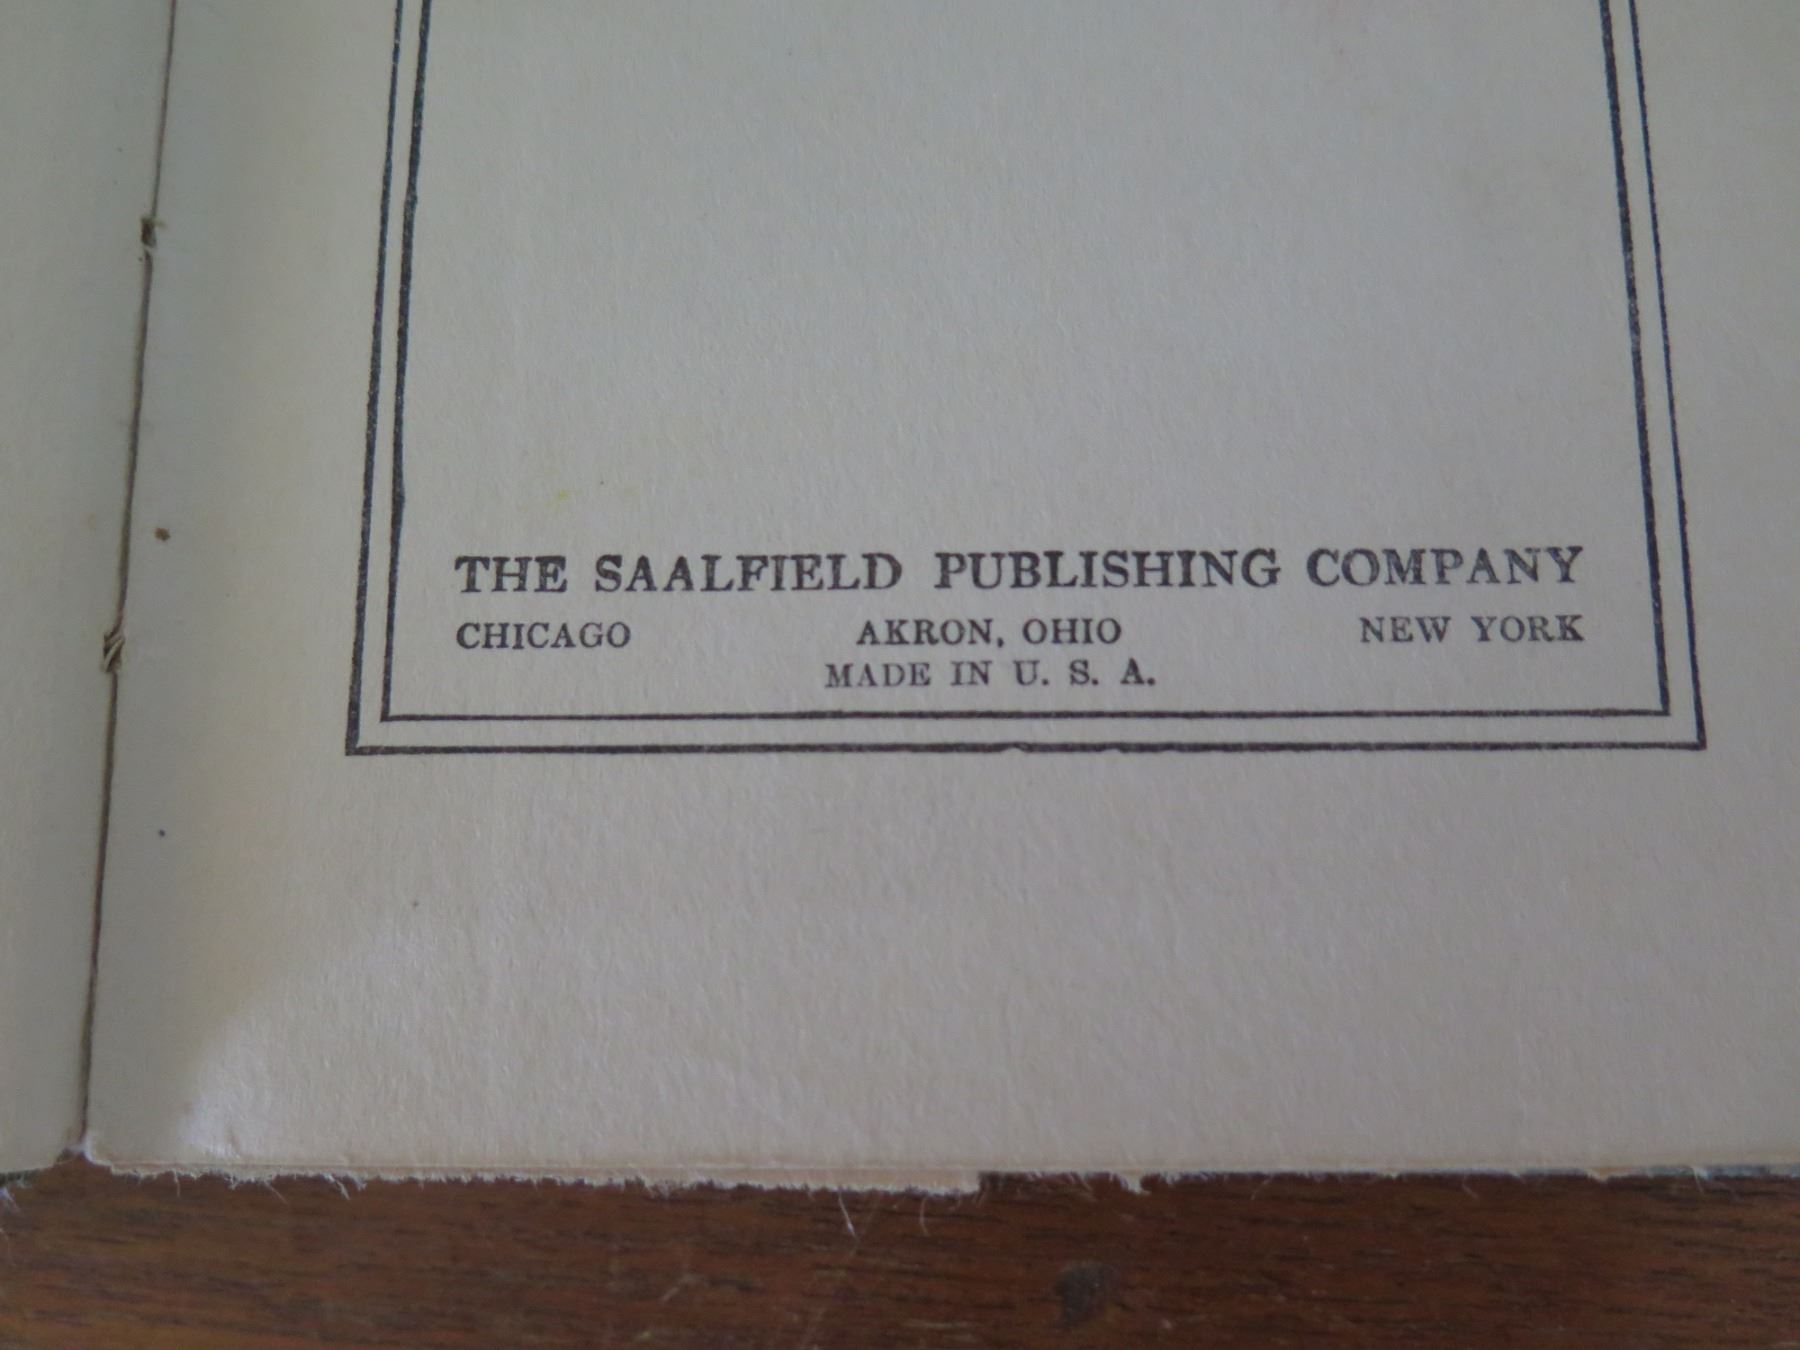 THE SAALFIELD PUBLISHING COMPANY
CHICAGO AKRON, OHIO NEW YORK
MADE IN U. S. A.